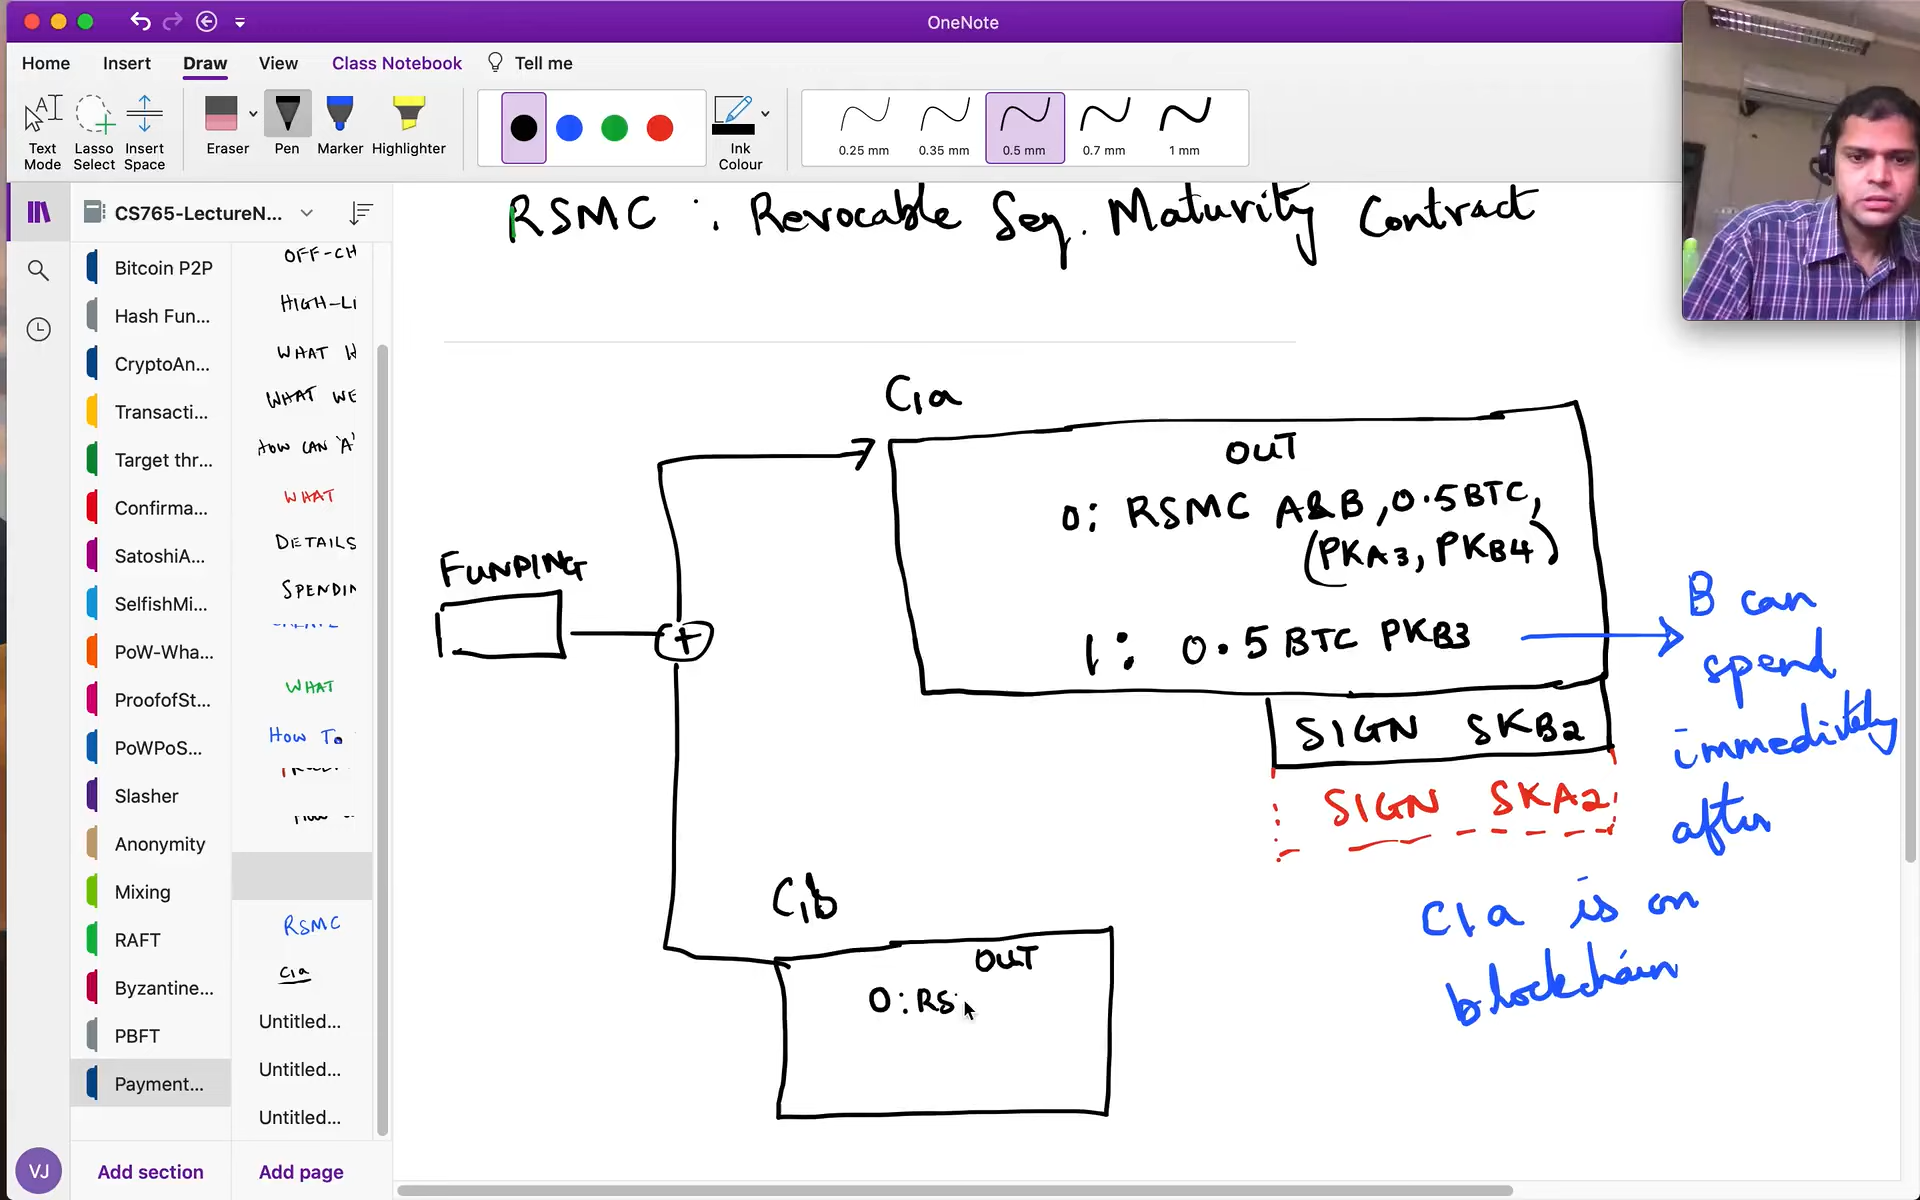 OneNote
Home Insert Draw View Class Notebook Tell me
Text Mode
Lasso Select
Insert Space
Eraser
Pen
Marker
Highlighter
Ink Colour
0.25 mm
0.35 mm
0.5 mm
0.7 mm
1 mm
CS765-LectureN...
Bitcoin P2P
Hash Fun...
CryptoAn...
Transacti...
Target thr...
Confirma...
SatoshiA...
SelfishMi...
PoW-Wha...
ProofofSt...
PoWPoS...
Slasher
Anonymity
Mixing
RAFT
Byzantine...
PBFT
Payment...
Add section
VJ
OFF-CH
HIGH-LI
WHAT H
WHAT WE
HOW CAN 'A'
WHAT
DETAILS
SPENDIN
WHAT
HOW TO
RSMC
C1a
Untitled...
Untitled...
Untitled...
Add page
RSMC : Revocable Seq. Maturity Contract
C1a
OUT
0: RSMC A&B, 0.5BTC,
(PKA3, PKB4)
1: 0.5 BTC PKB3
SIGN SKB2
SIGN SKA2
FUNDING
+
B can
spend
immediately
after
C1a is on
blockchain
C1b
OUT
0: RS